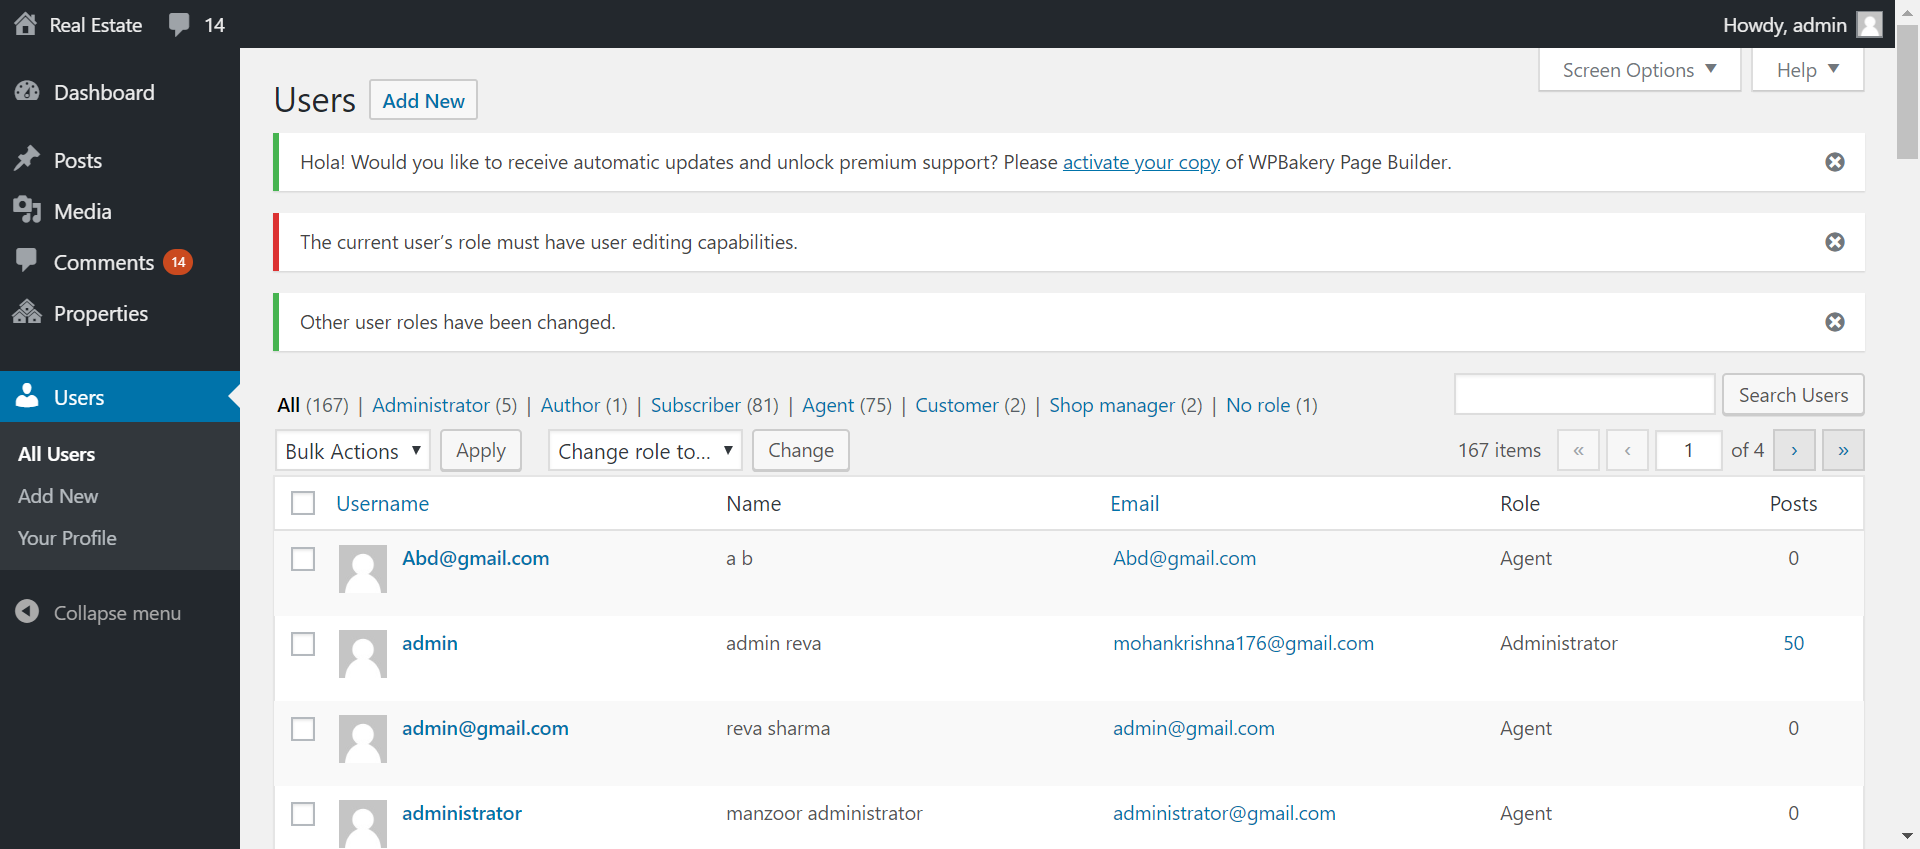 Real Estate 14 Howdy, admin
Dashboard
Posts
Media
Comments 14
Properties
Users
All Users
Add New
Your Profile
Collapse menu
Screen Options ▼ Help ▼
Users Add New
Hola! Would you like to receive automatic updates and unlock premium support? Please activate your copy of WPBakery Page Builder.
The current user’s role must have user editing capabilities.
Other user roles have been changed.
All (167) | Administrator (5) | Author (1) | Subscriber (81) | Agent (75) | Customer (2) | Shop manager (2) | No role (1)
Search Users
Bulk Actions ▼ Apply Change role to... ▼ Change 167 items « ‹ 1 of 4 › »
Username Name Email Role Posts
Abd@gmail.com a b Abd@gmail.com Agent 0
admin admin reva mohankrishna176@gmail.com Administrator 50
admin@gmail.com reva sharma admin@gmail.com Agent 0
administrator manzoor administrator administrator@gmail.com Agent 0